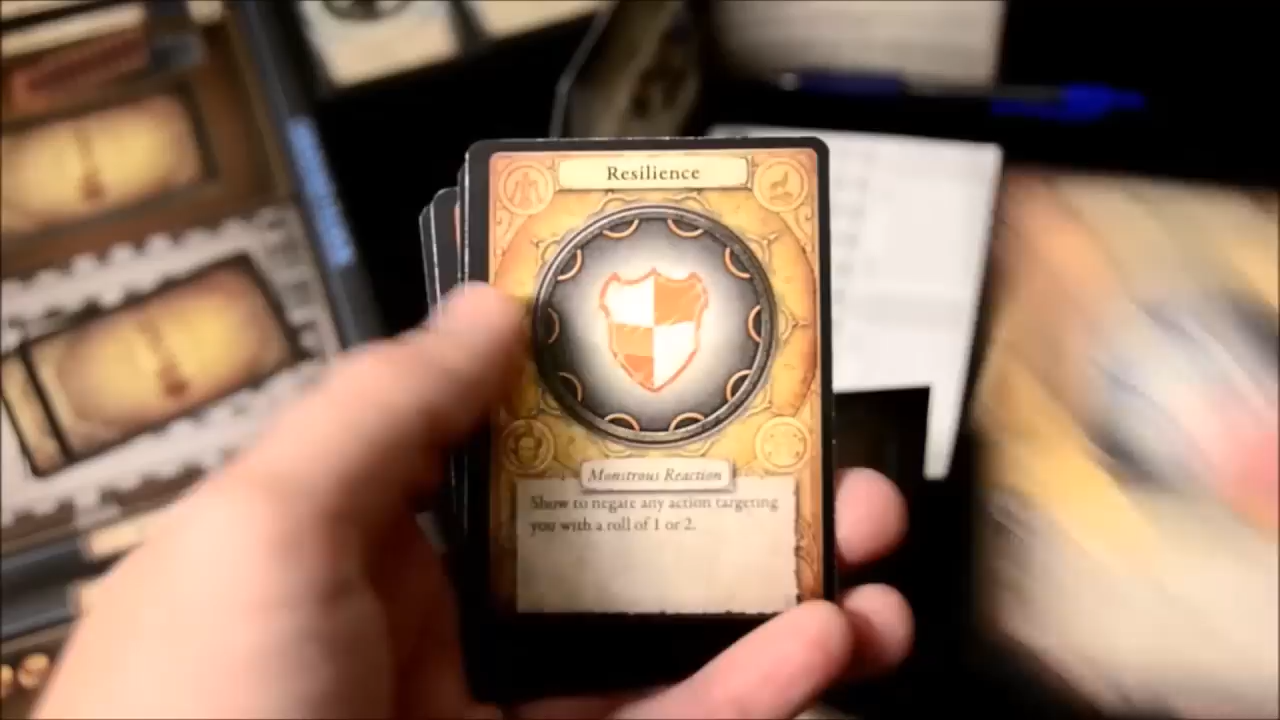 Resilience
Monstrous Reaction
Show to negate any action targeting
you with a roll of 1 or 2.